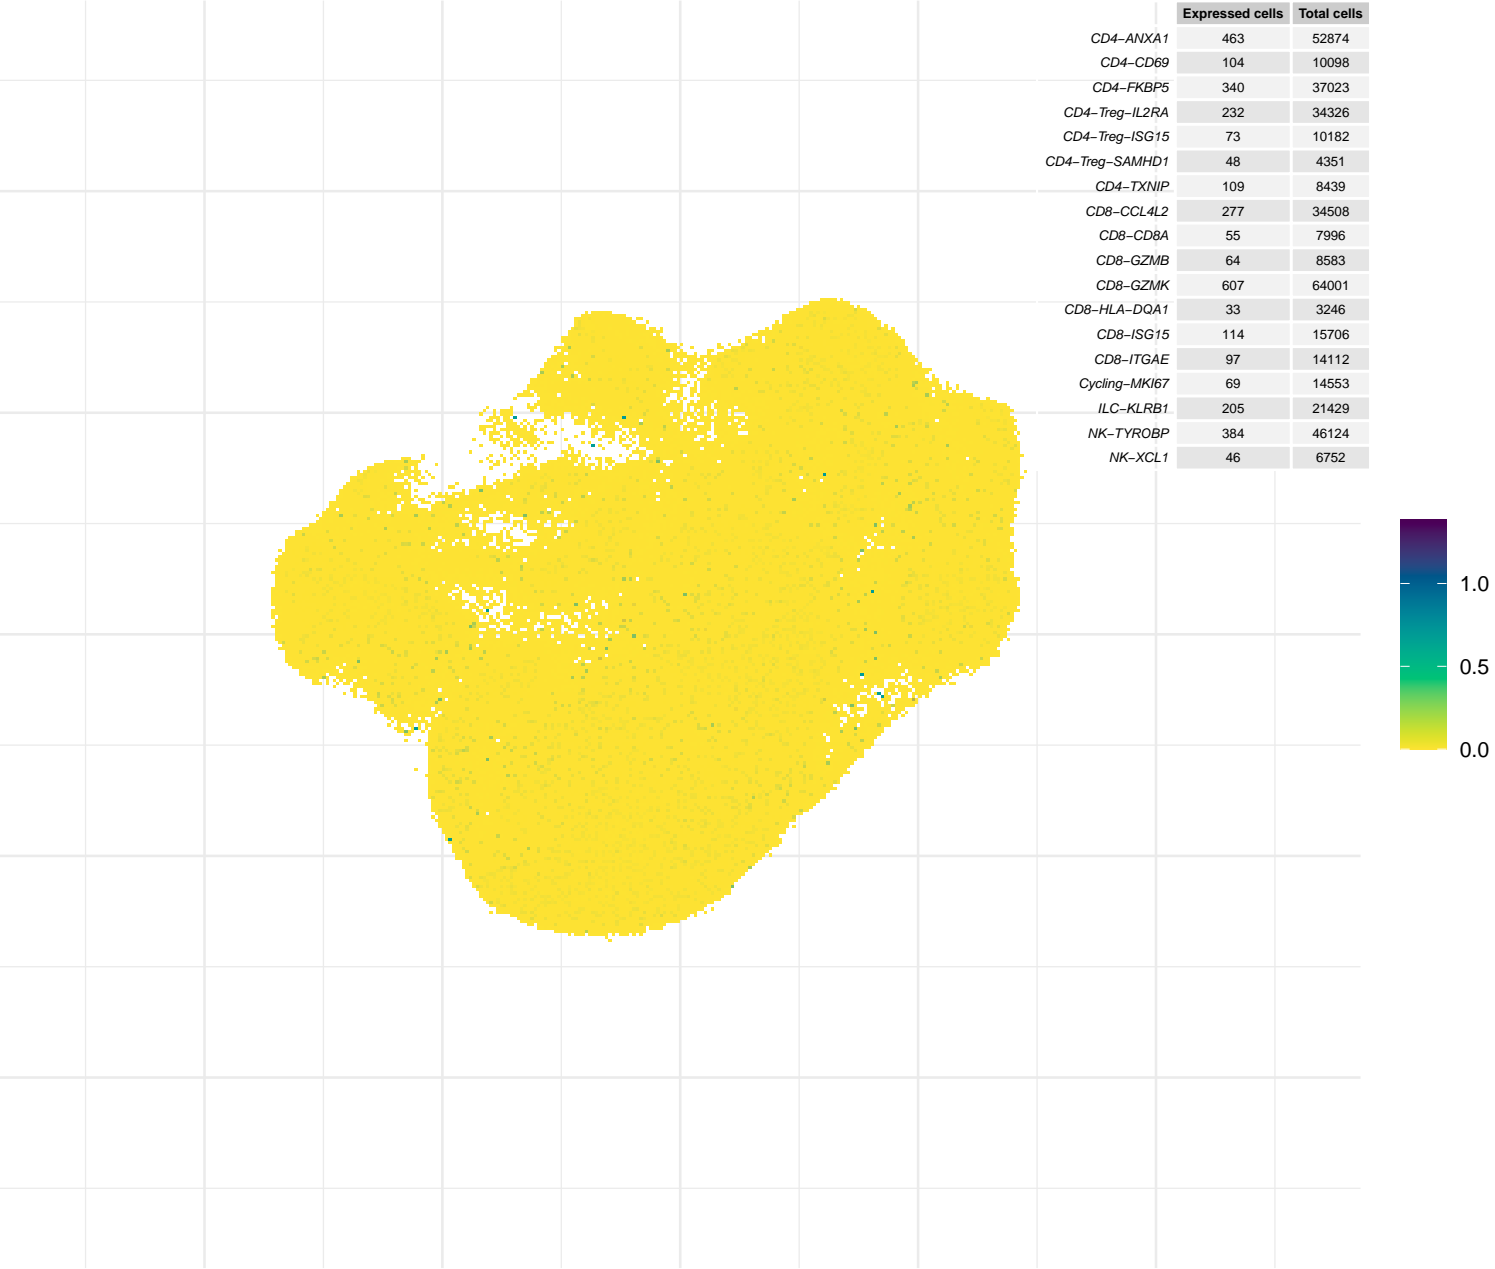 Expressed cells Total cells
CD4−ANXA1 463 52874
CD4−CD69 104 10098
CD4−FKBP5 340 37023
CD4−Treg−IL2RA 232 34326
CD4−Treg−ISG15 73 10182
CD4−Treg−SAMHD1 48 4351
CD4−TXNIP 109 8439
CD8−CCL4L2 277 34508
CD8−CD8A 55 7996
CD8−GZMB 64 8583
CD8−GZMK 607 64001
CD8−HLA−DQA1 33 3246
CD8−ISG15 114 15706
CD8−ITGAE 97 14112
Cycling−MKI67 69 14553
ILC−KLRB1 205 21429
NK−TYROBP 384 46124
NK−XCL1 46 6752
1.0
0.5
0.0